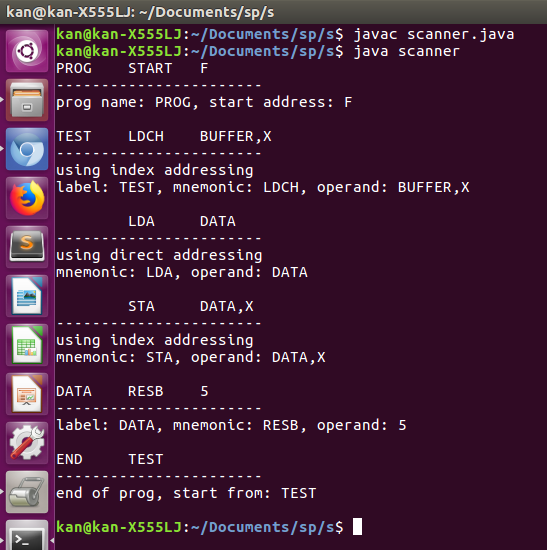 kan@kan-X555LJ: ~/Documents/sp/s
kan@kan-X555LJ:~/Documents/sp/s$ javac scanner.java
kan@kan-X555LJ:~/Documents/sp/s$ java scanner
PROG    START   F
-----------------------
prog name: PROG, start address: F
TEST    LDCH    BUFFER,X
-----------------------
using index addressing
label: TEST, mnemonic: LDCH, operand: BUFFER,X
        LDA     DATA
-----------------------
using direct addressing
mnemonic: LDA, operand: DATA
        STA     DATA,X
-----------------------
using index addressing
mnemonic: STA, operand: DATA,X
DATA    RESB    5
-----------------------
label: DATA, mnemonic: RESB, operand: 5
END     TEST
-----------------------
end of prog, start from: TEST
kan@kan-X555LJ:~/Documents/sp/s$